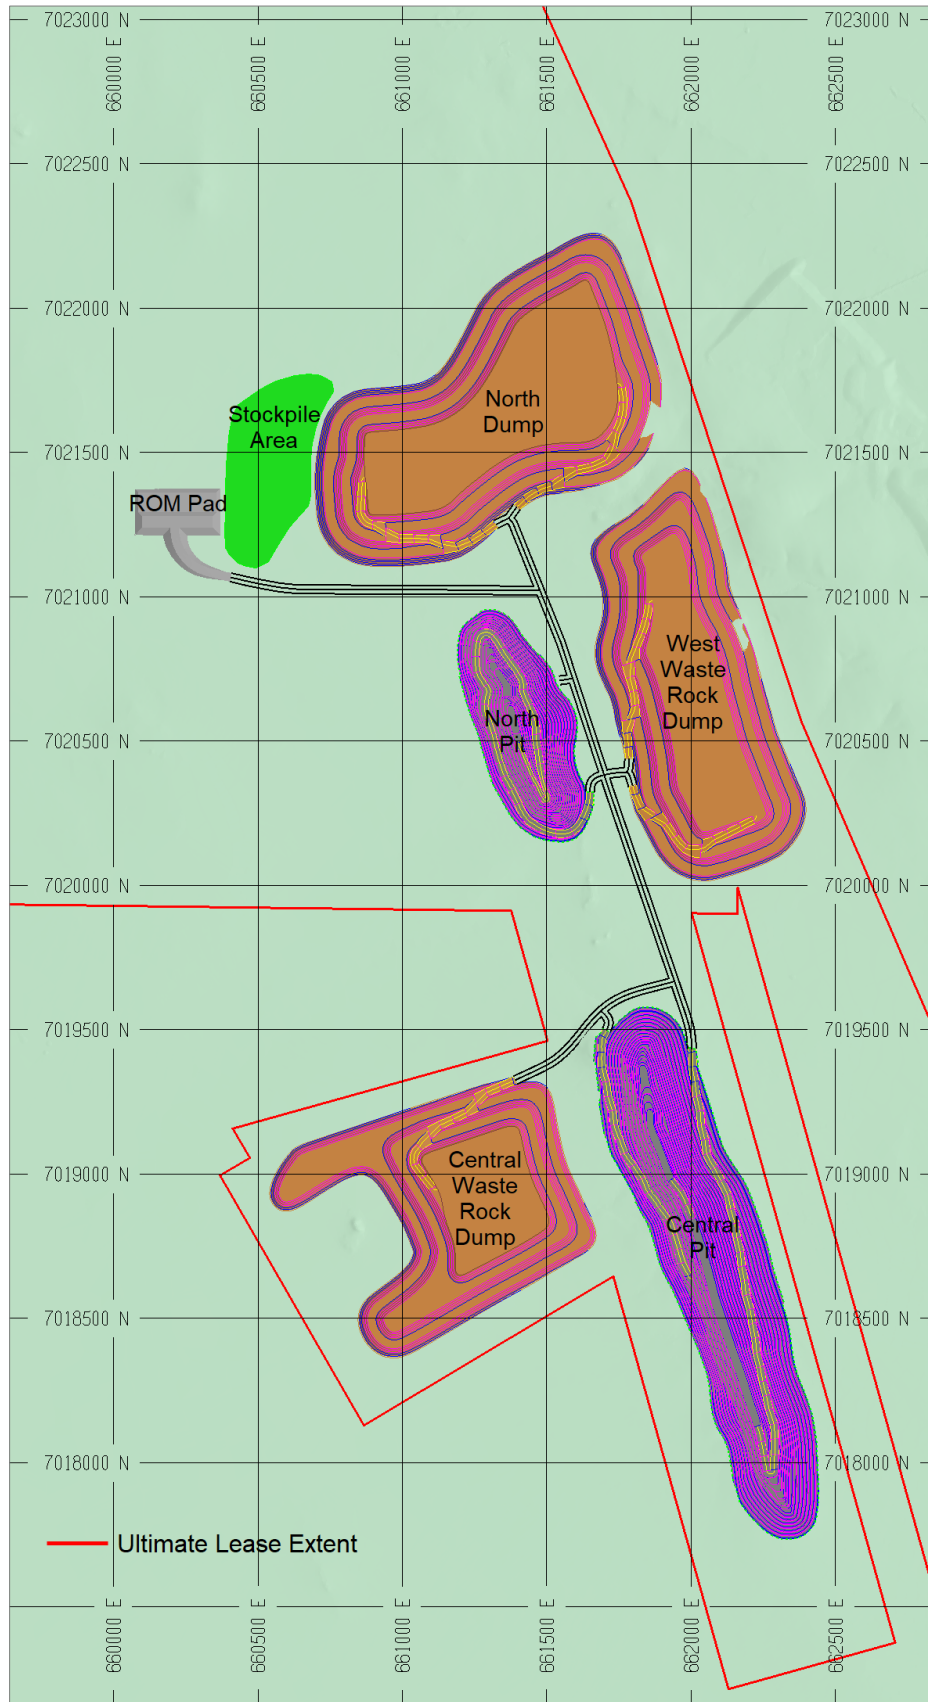 7023000 N
7023000 N
660000 E
660500 E
661000 E
661500 E
662000 E
662500 E
7022500 N
7022500 N
7022000 N
7022000 N
North
Dump
Stockpile
Area
7021500 N
7021500 N
ROM Pad
7021000 N
7021000 N
West
Waste
Rock
Dump
North
Pit
7020500 N
7020500 N
7020000 N
7020000 N
7019500 N
7019500 N
7019000 N
7019000 N
Central
Waste
Rock
Dump
Central
Pit
7018500 N
7018500 N
7018000 N
7018000 N
Ultimate Lease Extent
660000 E
660500 E
661000 E
661500 E
662000 E
662500 E